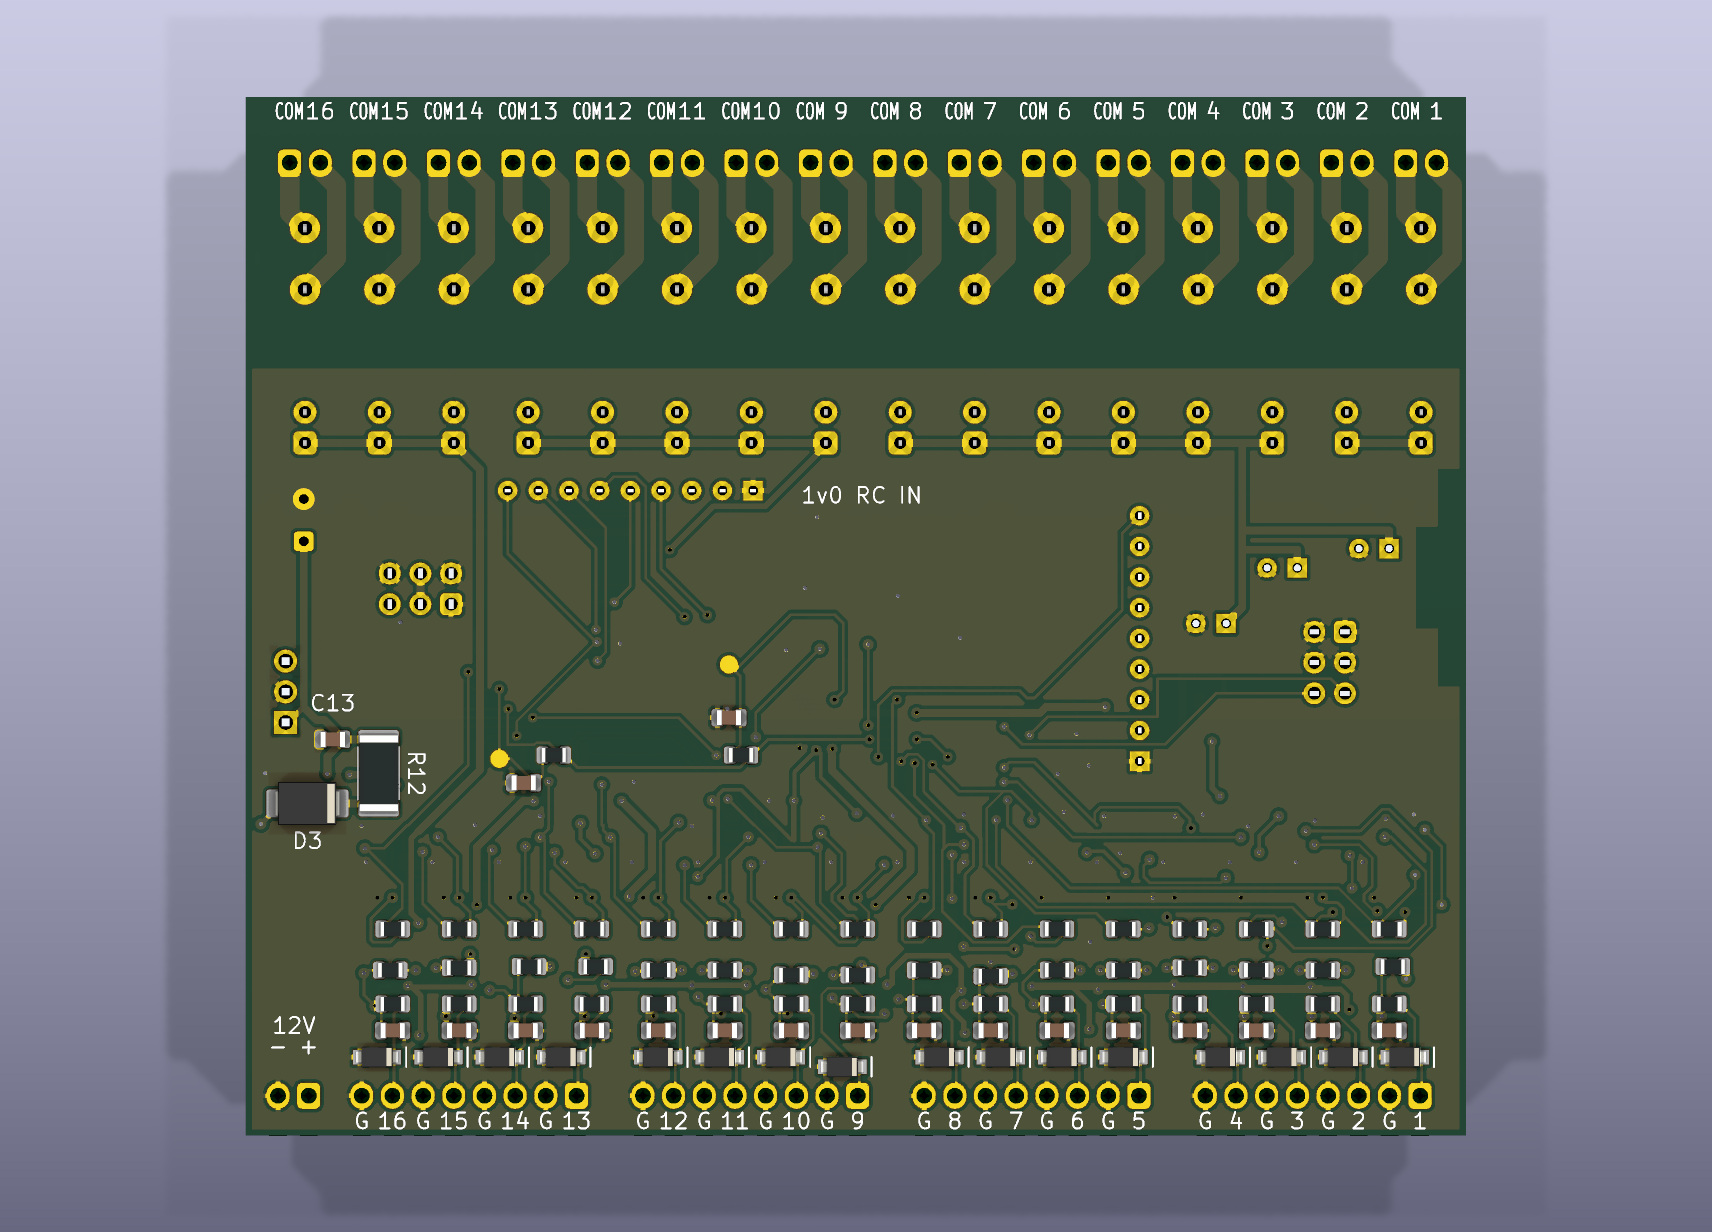 COM16 COM15 COM14 COM13 COM12 COM11 COM10 COM 9 COM 8 COM 7 COM 6 COM 5 COM 4 COM 3 COM 2 COM 1
1v0 RC IN
C13
R12
D3
12V
- +
G 16 G 15 G 14 G 13 G 12 G 11 G 10 G 9 G 8 G 7 G 6 G 5 G 4 G 3 G 2 G 1